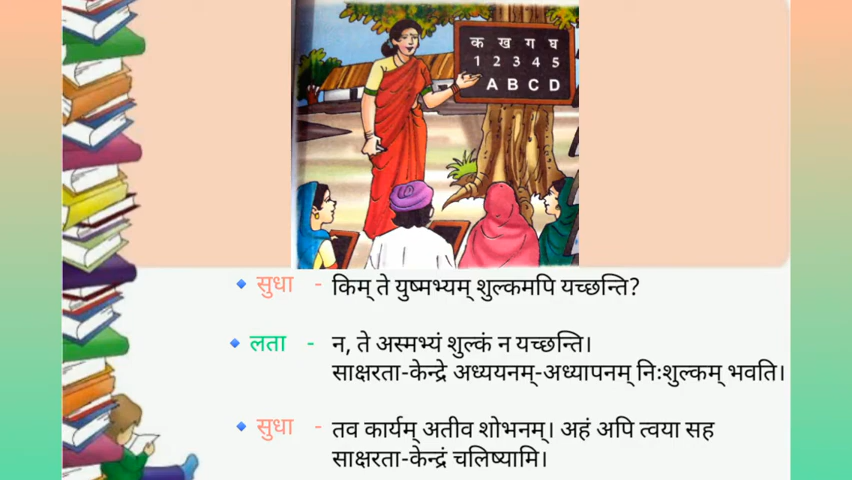 क ख ग घ
1 2 3 4 5
A B C D
सुधा - किम् ते युष्मभ्यम् शुल्कमपि यच्छन्ति?
लता - न, ते अस्मभ्यं शुल्कं न यच्छन्ति।
साक्षरता-केन्द्रे अध्ययनम्-अध्यापनम् निःशुल्कम् भवति।
सुधा - तव कार्यम् अतीव शोभनम्। अहं अपि त्वया सह
साक्षरता-केन्द्रं चलिष्यामि।